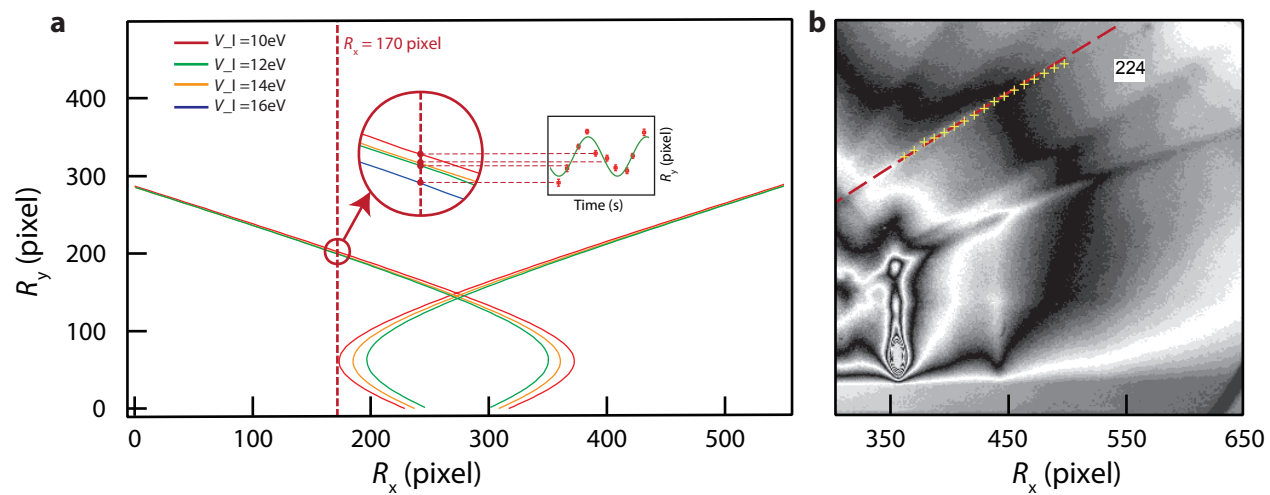 a
V_I =10eV
V_I =12eV
V_I =14eV
V_I =16eV
Rx = 170 pixel
Ry (pixel)
Time (s)
400
300
200
100
0
Ry (pixel)
0
100
200
300
400
500
Rx (pixel)
b
224
350
450
550
650
Rx (pixel)